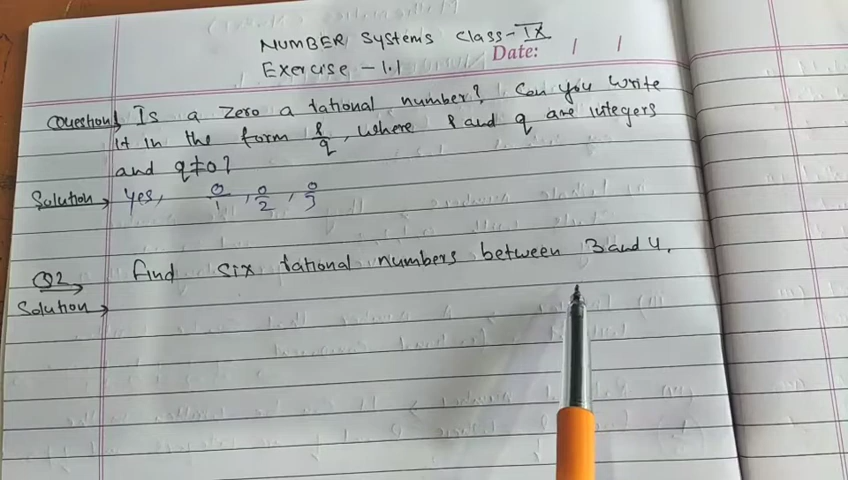 NUMBER Systems Class-IX
Date: / /
Exercise - 1.1
Question1 Is a zero a rational number? Can you write
it in the form p/q, where p and q are integers
and q≠0?
Solution → Yes, 0/1, 0/2, 0/3
Q2 → find six rational numbers between 3 and 4.
Solution →